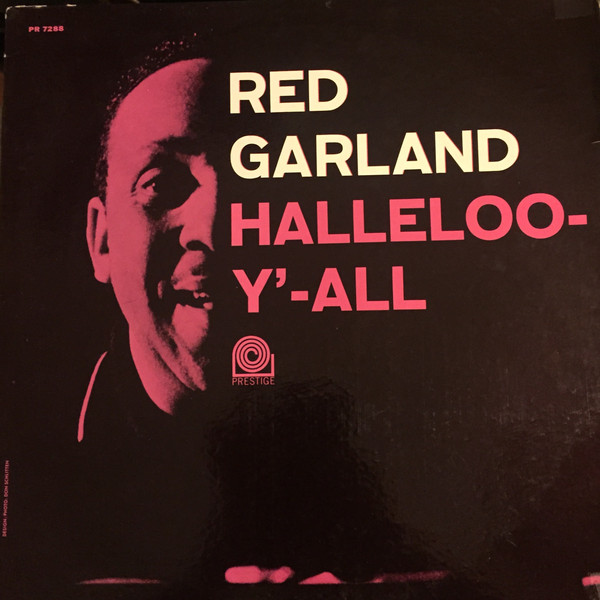 PR 7288
RED
GARLAND
HALLELOO-
Y'-ALL
PRESTIGE
DESIGN/PHOTO: DON SCHLITTEN